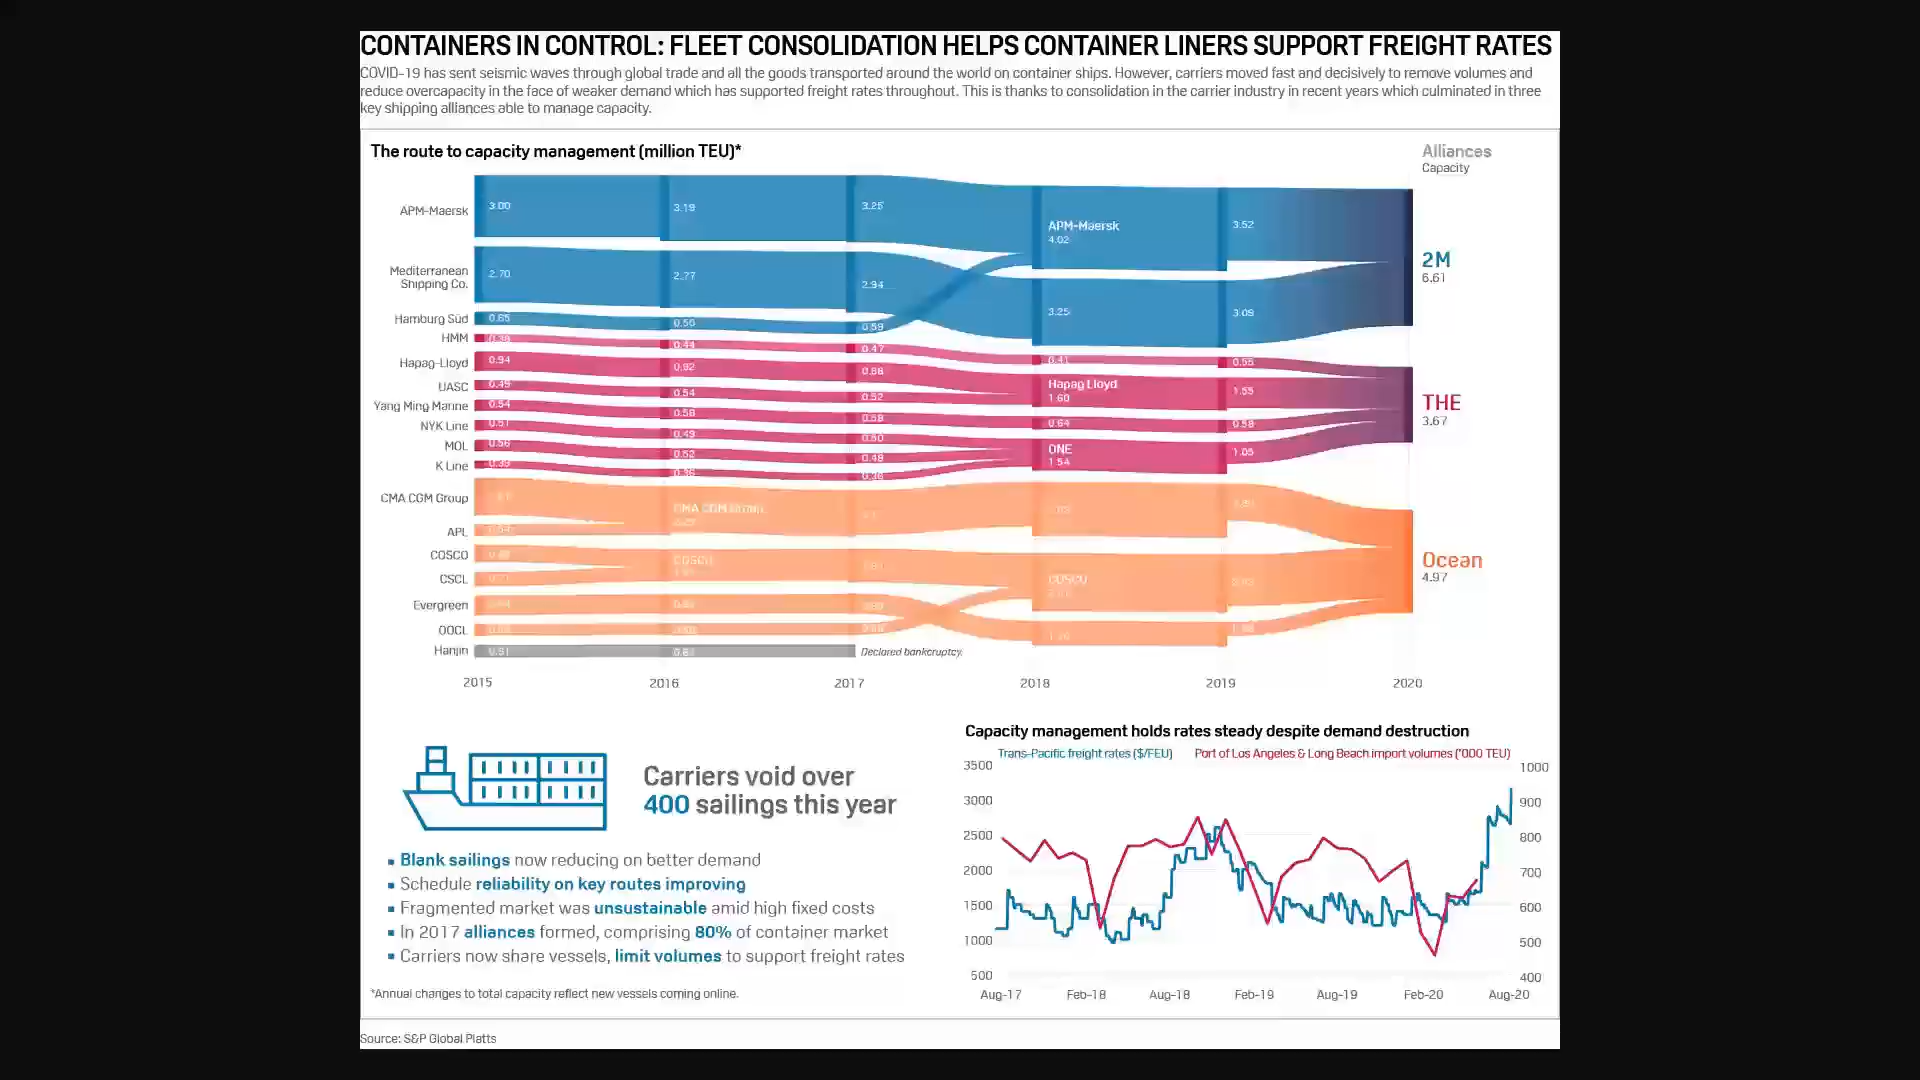 CONTAINERS IN CONTROL: FLEET CONSOLIDATION HELPS CONTAINER LINERS SUPPORT FREIGHT RATES
COVID-19 has sent seismic waves through global trade and all the goods transported around the world on container ships. However, carriers moved fast and decisively to remove volumes and
reduce overcapacity in the face of weaker demand which has supported freight rates throughout. This is thanks to consolidation in the carrier industry in recent years which culminated in three
key shipping alliances able to manage capacity.
The route to capacity management (million TEU)*
Alliances
Capacity
APM-Maersk
3.00
3.19
3.25
APM-Maersk
4.02
3.52
2M
6.61
Mediterranean
Shipping Co.
2.70
2.77
2.94
3.25
3.09
Hamburg Süd
0.65
0.59
HMM
0.44
0.47
0.41
0.55
Hapag-Lloyd
0.94
0.92
Hapag Lloyd
1.60
1.55
THE
3.67
UASC
0.49
0.54
0.52
Yang Ming Marine
0.54
0.58
0.58
0.64
0.58
NYK Line
0.51
0.49
0.50
ONE
1.54
1.05
MOL
0.56
0.52
0.48
K Line
0.39
CMA CGM Group
CMA CGM Group
APL
COSCO
COSCO
COSCO
Ocean
4.97
CSCL
Evergreen
OOCL
Hanjin
Declared bankcruptcy.
2015
2016
2017
2018
2019
2020
Carriers void over
400 sailings this year
Blank sailings now reducing on better demand
Schedule reliability on key routes improving
Fragmented market was unsustainable amid high fixed costs
In 2017 alliances formed, comprising 80% of container market
Carriers now share vessels, limit volumes to support freight rates
*Annual changes to total capacity reflect new vessels coming online.
Capacity management holds rates steady despite demand destruction
Trans-Pacific freight rates ($/FEU)
Port of Los Angeles & Long Beach import volumes ('000 TEU)
3500
3000
2500
2000
1500
1000
500
1000
900
800
700
600
500
400
Aug-17
Feb-18
Aug-18
Feb-19
Aug-19
Feb-20
Aug-20
Source: S&P Global Platts